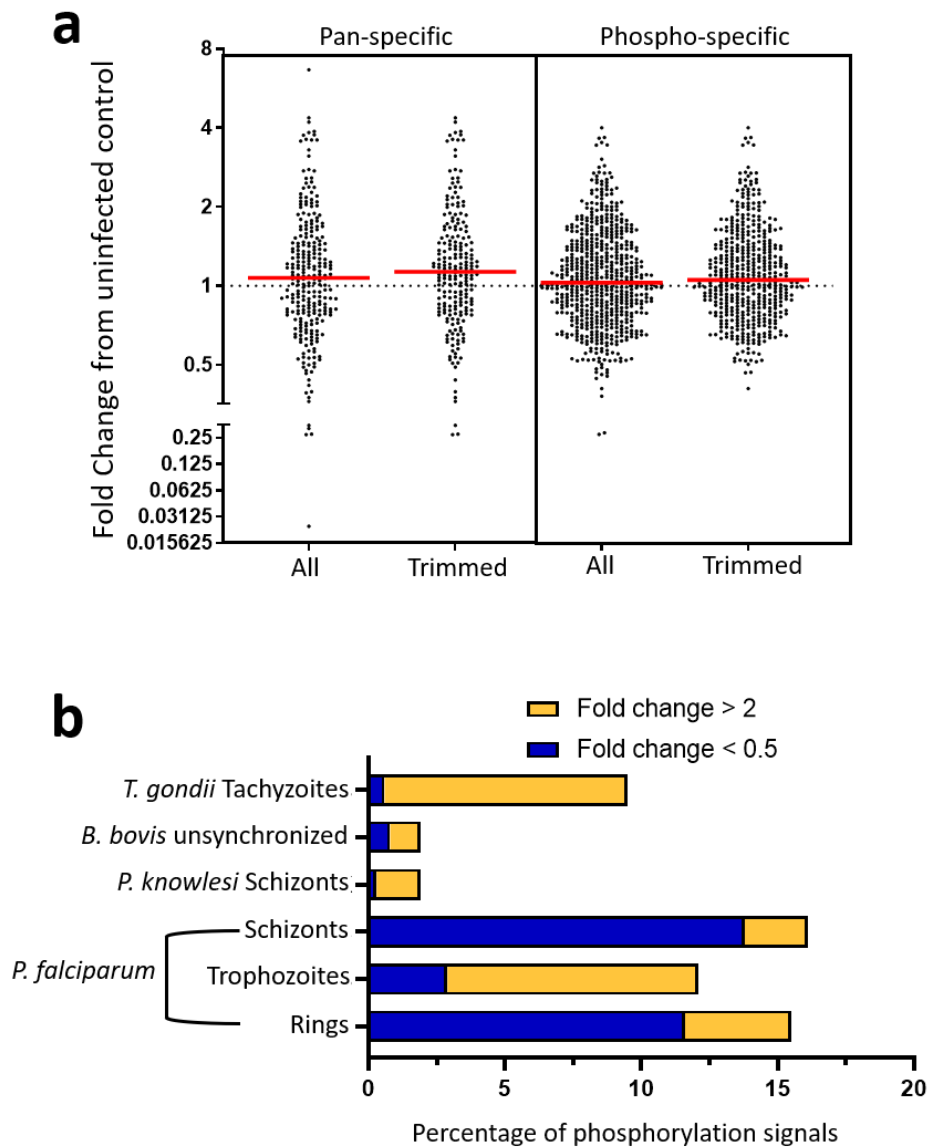 a
Pan-specific Phospho-specific
Fold Change from uninfected control
8
4
2
1
0.5
0.25
0.125
0.0625
0.03125
0.015625
All Trimmed All Trimmed
b
Fold change > 2
Fold change < 0.5
T. gondii Tachyzoites
B. bovis unsynchronized
P. knowlesi Schizonts
Schizonts
P. falciparum
Trophozoites
Rings
0 5 10 15 20
Percentage of phosphorylation signals